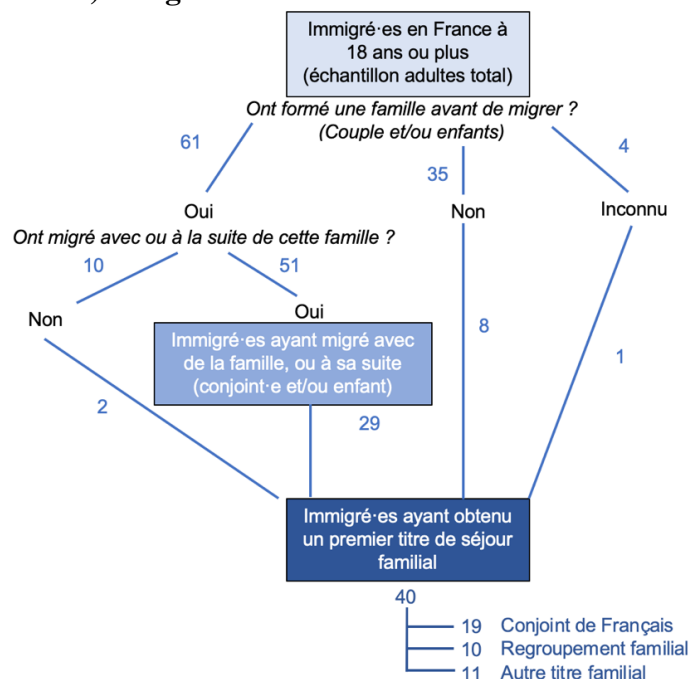 Immigré·es en France à
18 ans ou plus
(échantillon adultes total)
Ont formé une famille avant de migrer ?
(Couple et/ou enfants)
61
35
4
Oui
Non
Inconnu
Ont migré avec ou à la suite de cette famille ?
10
51
Non
Oui
Immigré·es ayant migré avec
de la famille, ou à sa suite
(conjoint·e et/ou enfant)
8
1
2
29
Immigré·es ayant obtenu
un premier titre de séjour
familial
40
19 Conjoint de Français
10 Regroupement familial
11 Autre titre familial